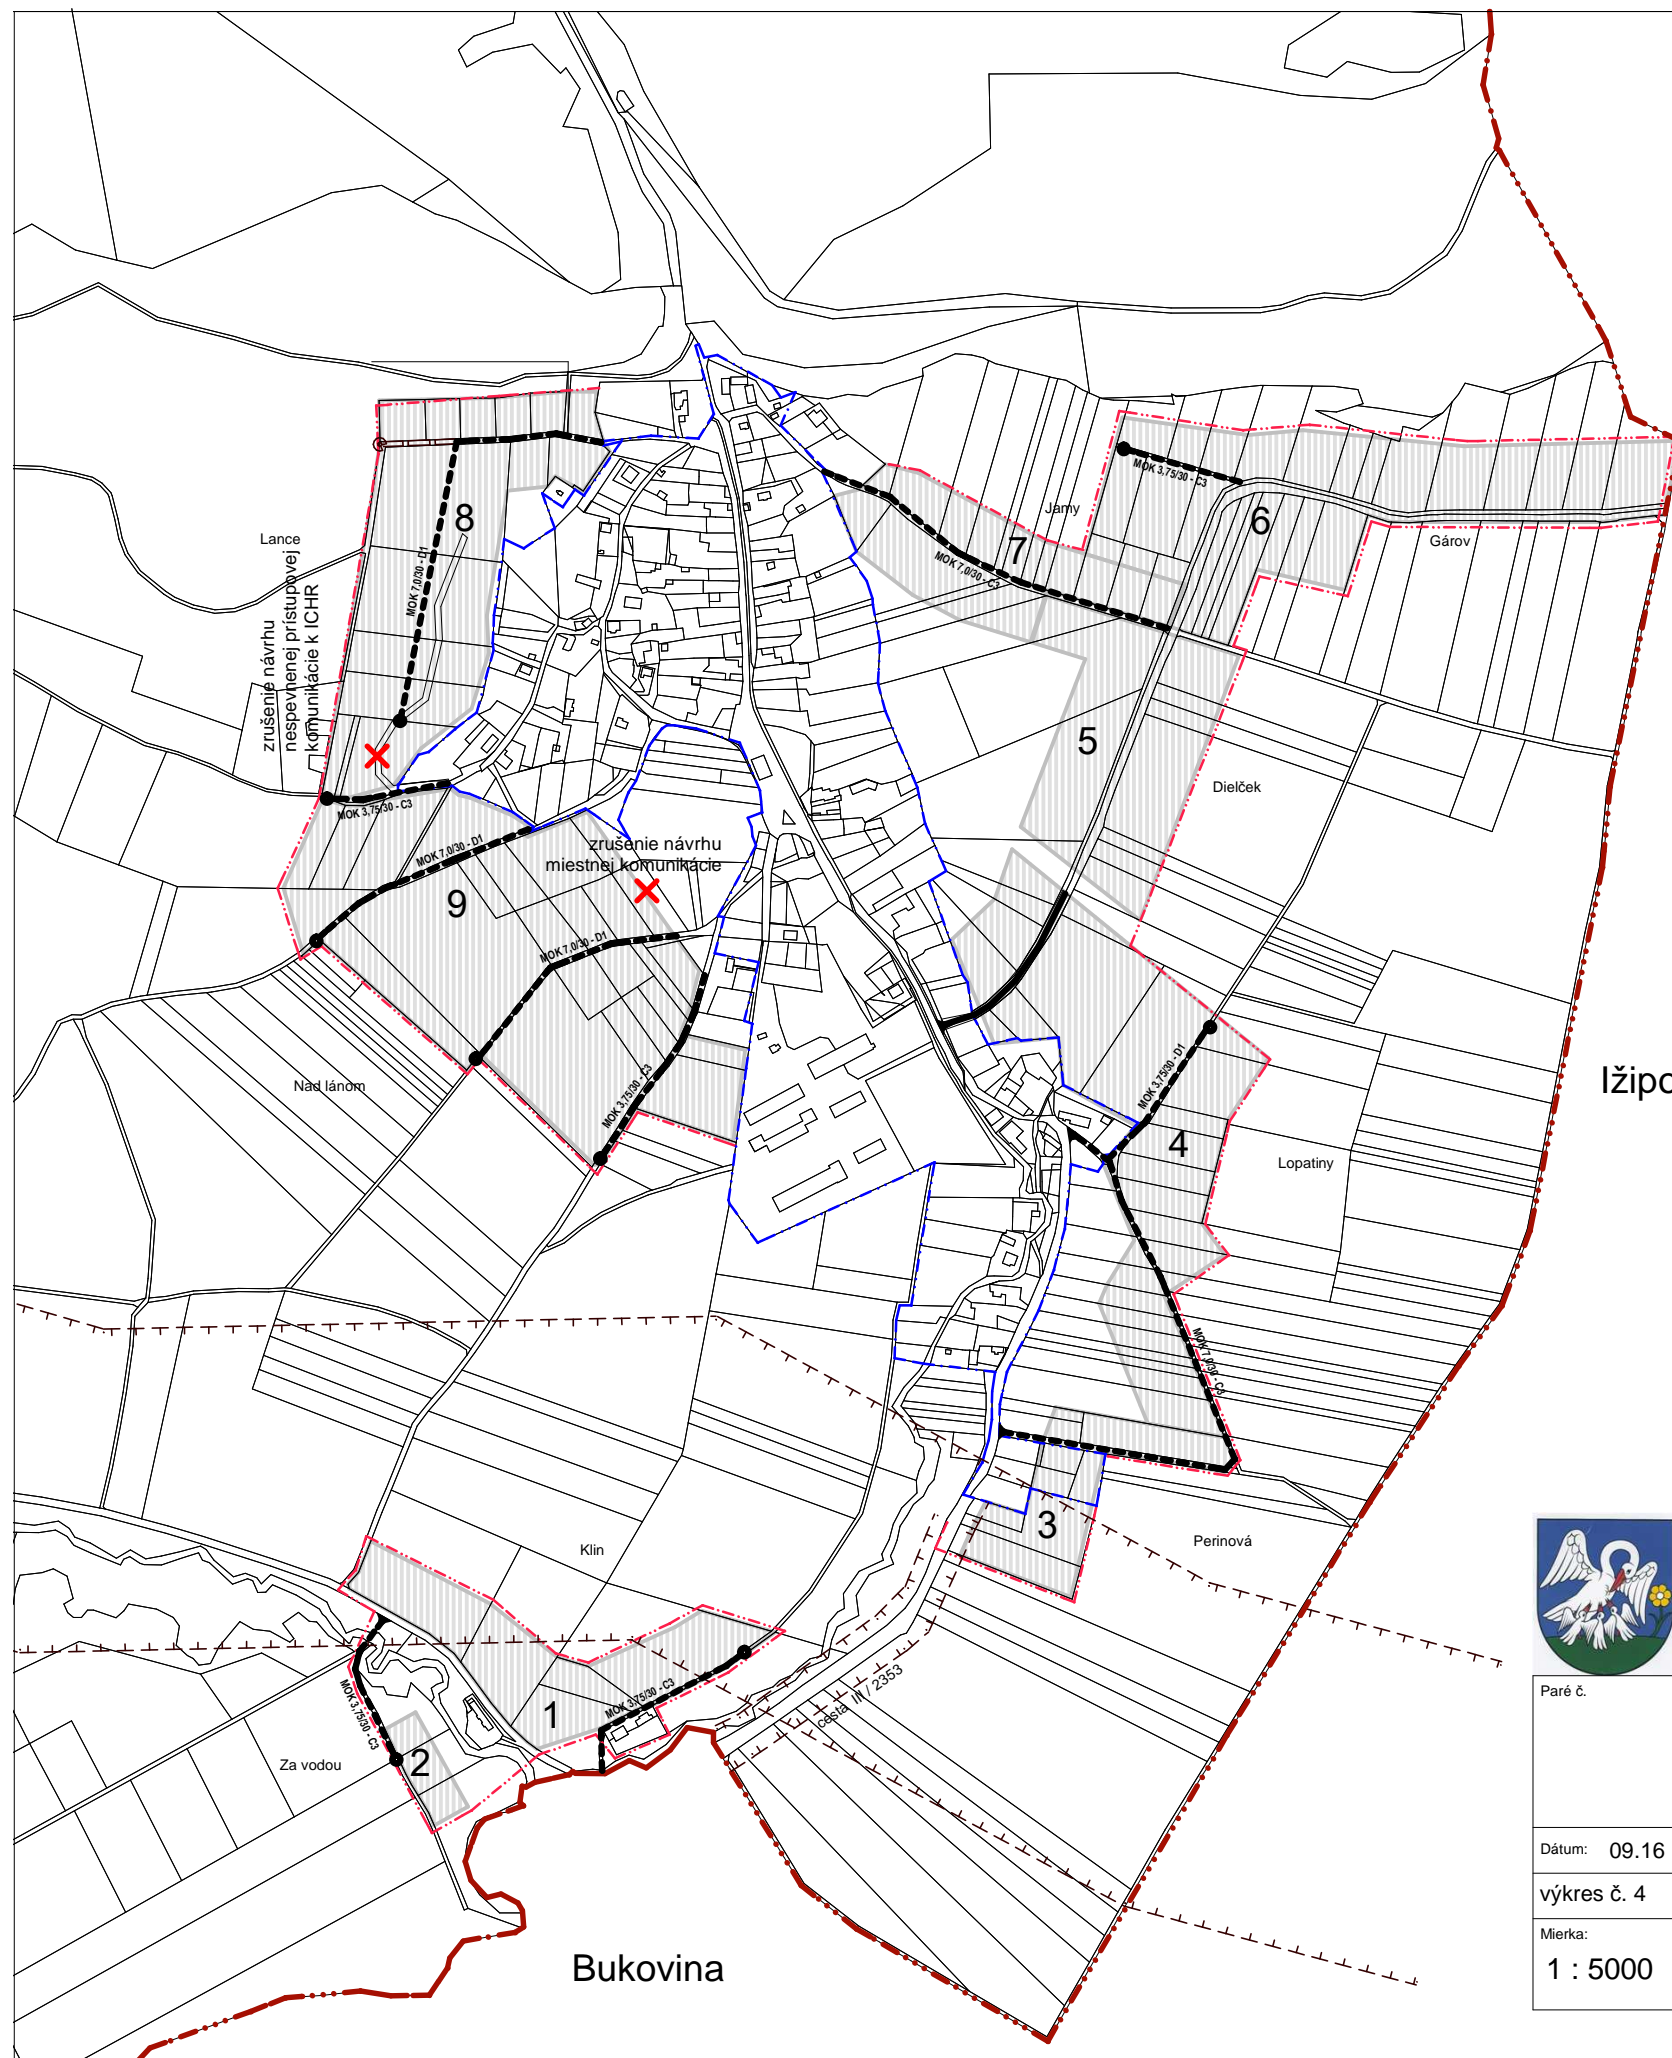 Jamy
MOK 3,75/30 - C3
6
Gárov
8
Lance
MOK 7,0/30 - D1
7
MOK 7,0/30 - C3
zrušenie návrhu
nespevnenej prístupovej
komunikácie k ICHR
5
Dielček
MOK 3,75/30 - C3
MOK 7,0/30 - D1
zrušenie návrhu
miestnej komunikácie
9
MOK 7,0/30 - D1
Nad lánom
MOK 3,75/30 - C3
MOK 3,75/30 - D1
4
Lopatiny
MOK 7,0/30 - C3
3
Perinová
Klin
1
MOK 3,75/30 - C3
cesta III / 2353
MOK 3,75/30 - C3
2
Za vodou
Bukovina
Paré č.
Dátum: 09.16
výkres č. 4
Mierka:
1 : 5000